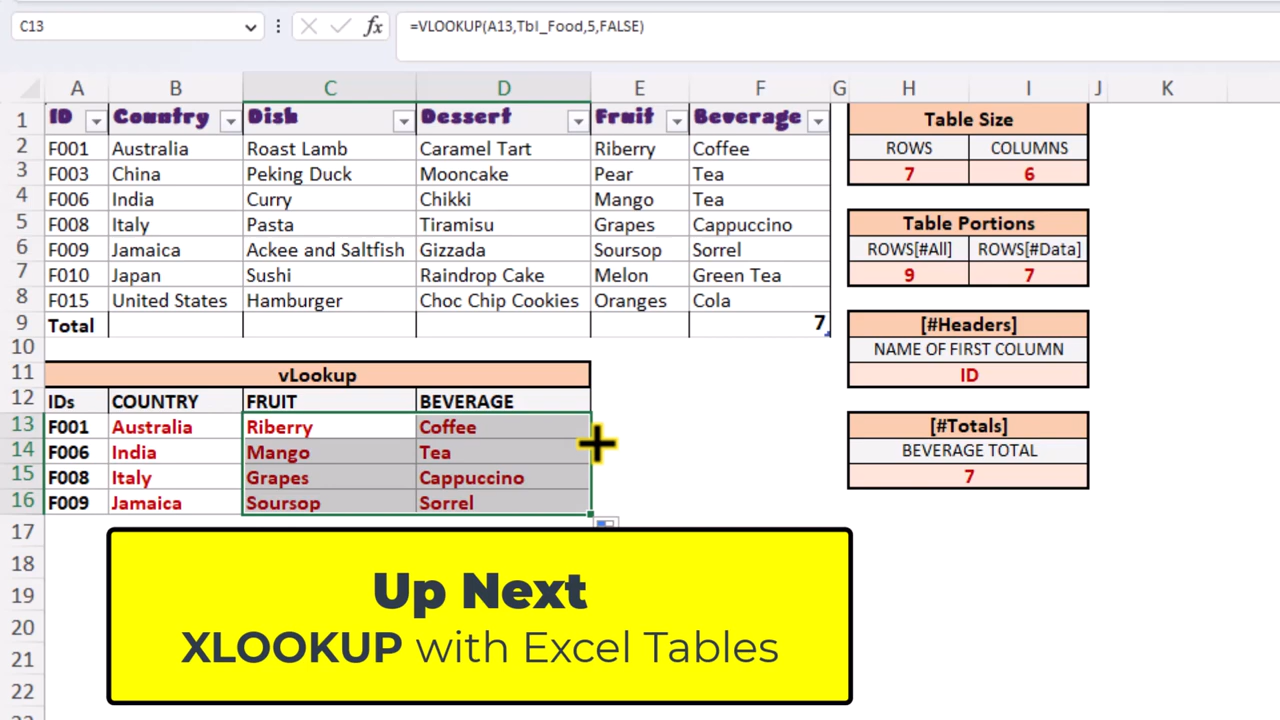 C13 fx =VLOOKUP(A13,Tbl_Food,5,FALSE)
A B C D E F G H I J K
1 ID Country Dish Dessert Fruit Beverage Table Size
2 F001 Australia Roast Lamb Caramel Tart Riberry Coffee ROWS COLUMNS
3 F003 China Peking Duck Mooncake Pear Tea 7 6
4 F006 India Curry Chikki Mango Tea
5 F008 Italy Pasta Tiramisu Grapes Cappuccino Table Portions
6 F009 Jamaica Ackee and Saltfish Gizzada Soursop Sorrel ROWS[#All] ROWS[#Data]
7 F010 Japan Sushi Raindrop Cake Melon Green Tea 9 7
8 F015 United States Hamburger Choc Chip Cookies Oranges Cola
9 Total 7 [#Headers]
10 NAME OF FIRST COLUMN
11 vLookup ID
12 IDs COUNTRY FRUIT BEVERAGE
13 F001 Australia Riberry Coffee [#Totals]
14 F006 India Mango Tea BEVERAGE TOTAL
15 F008 Italy Grapes Cappuccino 7
16 F009 Jamaica Soursop Sorrel
17
18
19
20
21
22
Up Next
XLOOKUP with Excel Tables